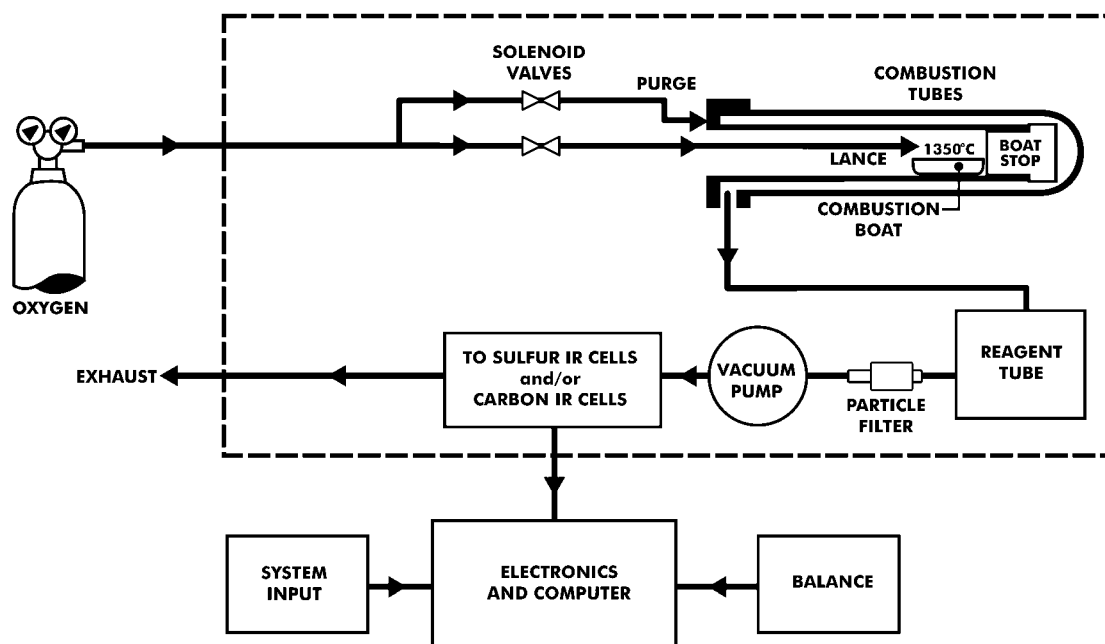 SOLENOID
VALVES
PURGE
COMBUSTION
TUBES
LANCE
1350°C
BOAT
STOP
COMBUSTION
BOAT
OXYGEN
EXHAUST
TO SULFUR IR CELLS
and/or
CARBON IR CELLS
VACUUM
PUMP
PARTICLE
FILTER
REAGENT
TUBE
SYSTEM
INPUT
ELECTRONICS
AND COMPUTER
BALANCE